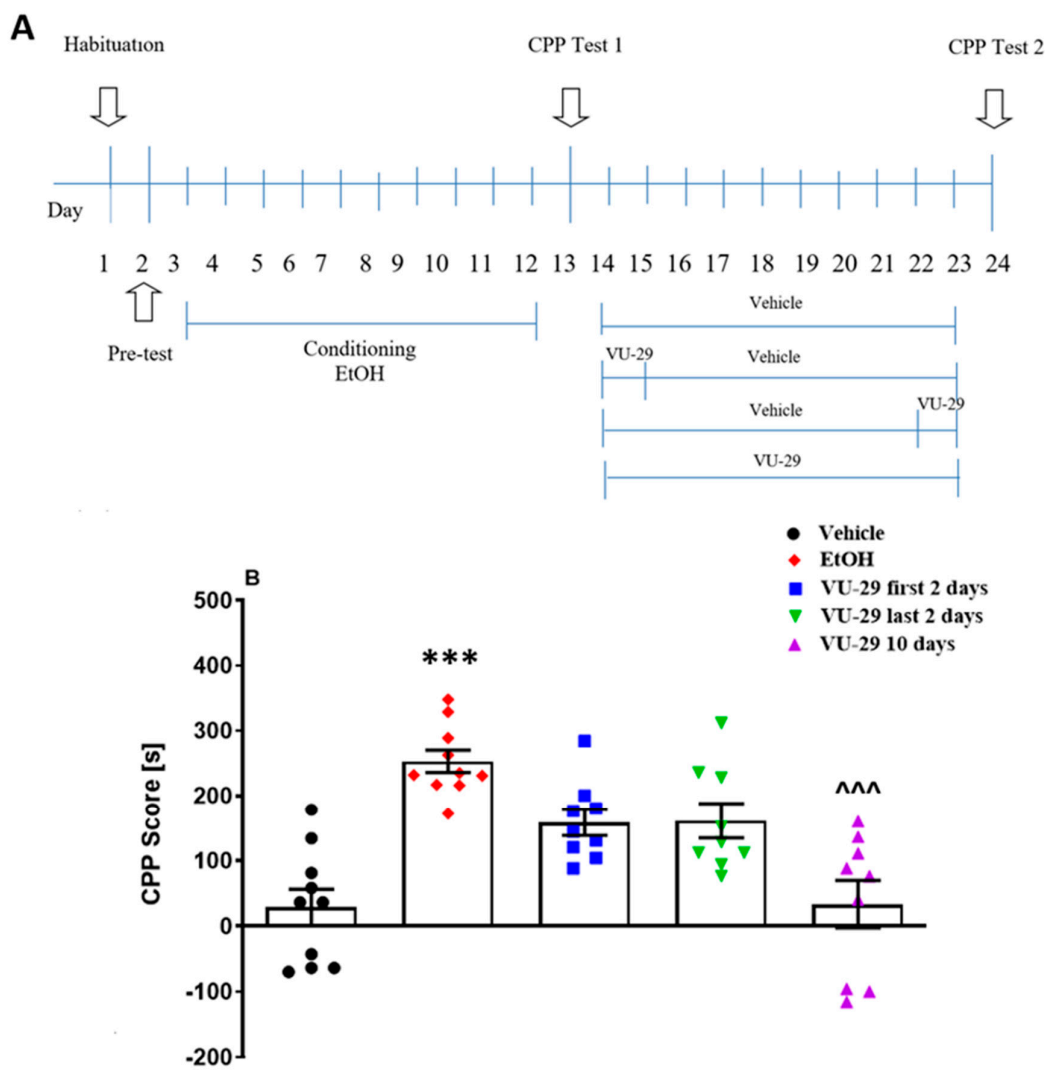 A
Habituation
CPP Test 1
CPP Test 2
Day
1 2 3 4 5 6 7 8 9 10 11 12 13 14 15 16 17 18 19 20 21 22 23 24
Pre-test
Conditioning
EtOH
Vehicle
VU-29 Vehicle
Vehicle VU-29
VU-29
B
Vehicle
EtOH
VU-29 first 2 days
VU-29 last 2 days
VU-29 10 days
CPP Score [s]
500
400
300
200
100
0
-100
-200
***
^^^